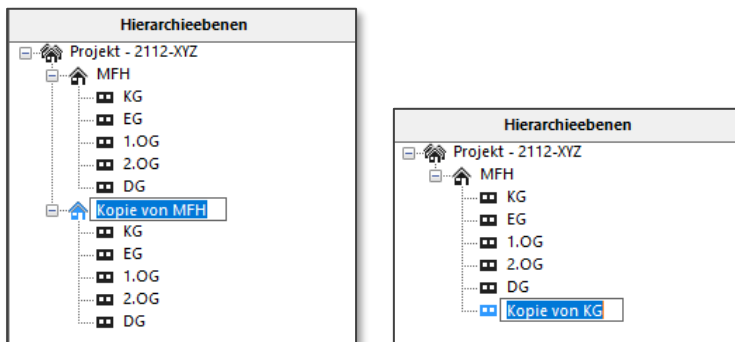 Hierarchieebenen
Projekt - 2112-XYZ
MFH
KG
EG
1.OG
2.OG
DG
Kopie von MFH
KG
EG
1.OG
2.OG
DG
Hierarchieebenen
Projekt - 2112-XYZ
MFH
KG
EG
1.OG
2.OG
DG
Kopie von KG